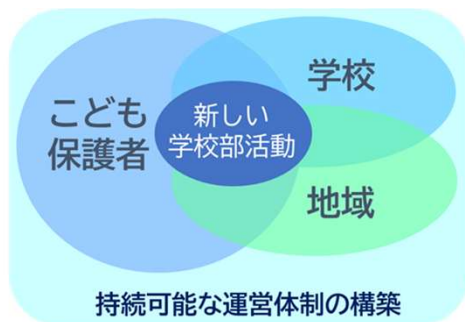 こども
保護者
新しい
学校部活動
学校
地域
持続可能な運営体制の構築